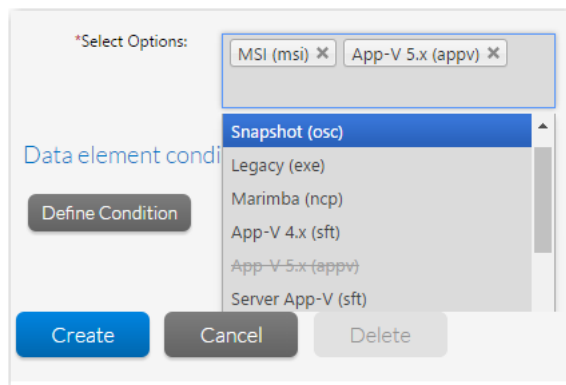 *Select Options:
MSI (msi) × App-V 5.x (appv) ×
Snapshot (osc)
Data element condi
Legacy (exe)
Marimba (ncp)
Define Condition
App-V 4.x (sft)
App-V 5.x (appv)
Server App-V (sft)
Create Cancel Delete